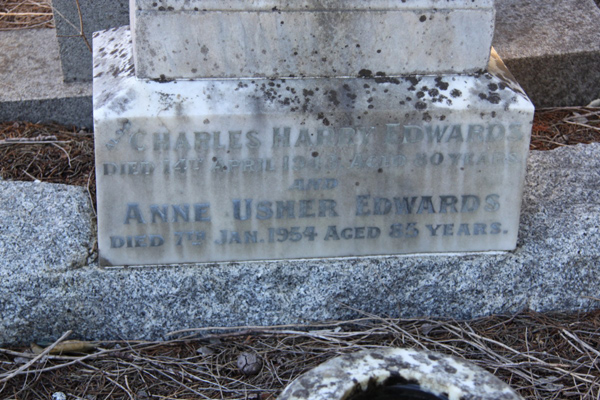 CHARLES HARRY EDWARDS
DIED 14TH APRIL AGED 80 YEARS
AND
ANNE USHER EDWARDS
DIED 7TH JAN. 1954 AGED 85 YEARS.